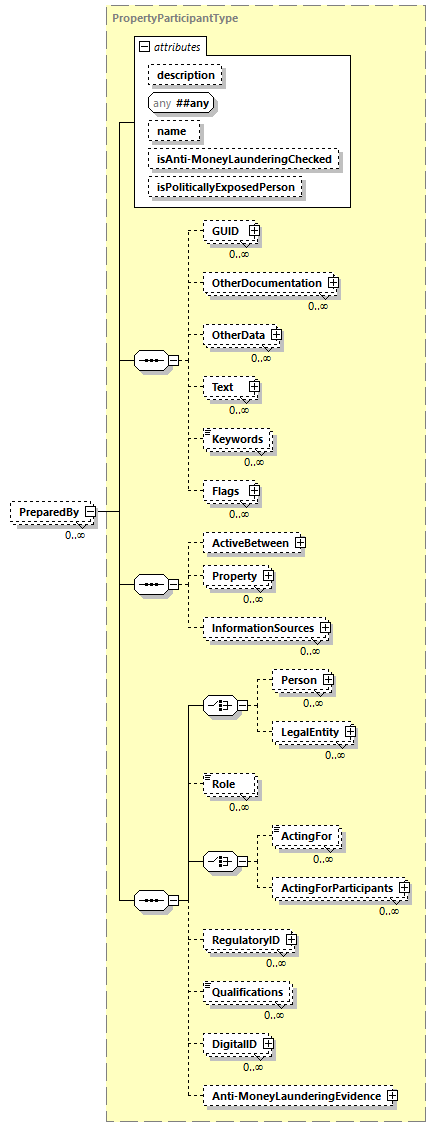 PropertyParticipantType
attributes
description
any ##any
name
isAnti-MoneyLaunderingChecked
isPoliticallyExposedPerson
GUID
0..∞
OtherDocumentation
0..∞
OtherData
0..∞
Text
0..∞
Keywords
0..∞
Flags
0..∞
PreparedBy
0..∞
ActiveBetween
Property
0..∞
InformationSources
0..∞
Person
0..∞
LegalEntity
0..∞
Role
0..∞
ActingFor
0..∞
ActingForParticipants
0..∞
RegulatoryID
0..∞
Qualifications
0..∞
DigitalID
0..∞
Anti-MoneyLaunderingEvidence